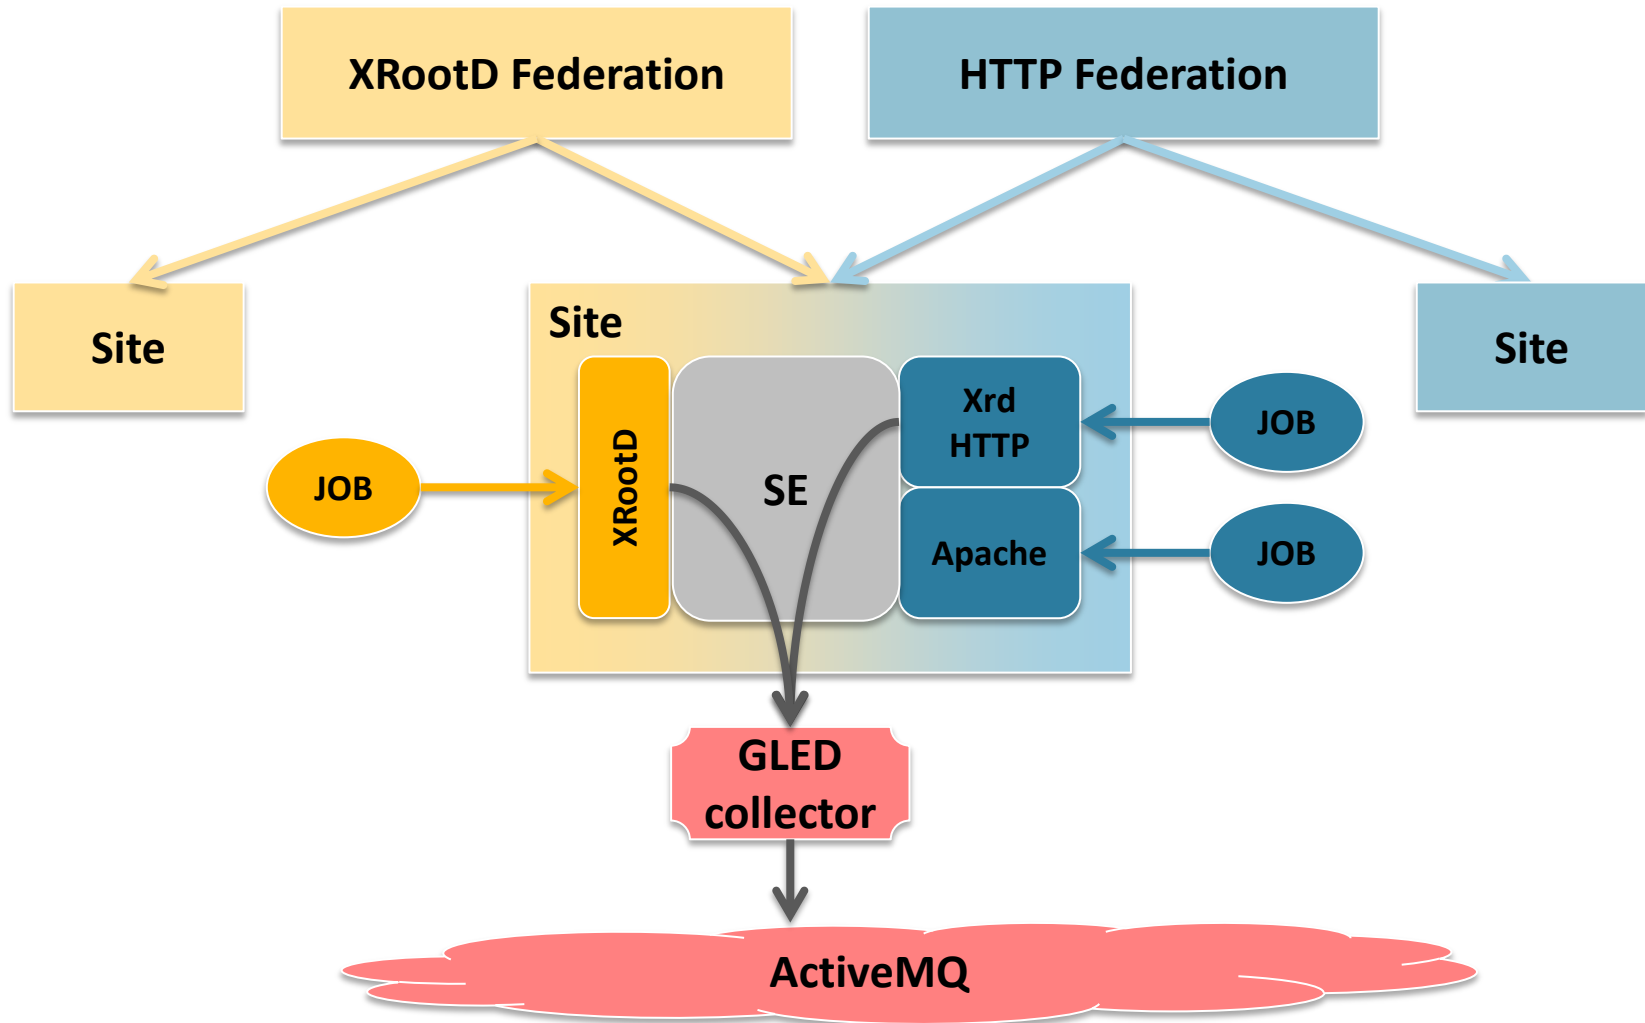 XRootD Federation
HTTP Federation
Site
Site
Site
XRootD
SE
Xrd
HTTP
Apache
JOB
JOB
JOB
GLED
collector
ActiveMQ